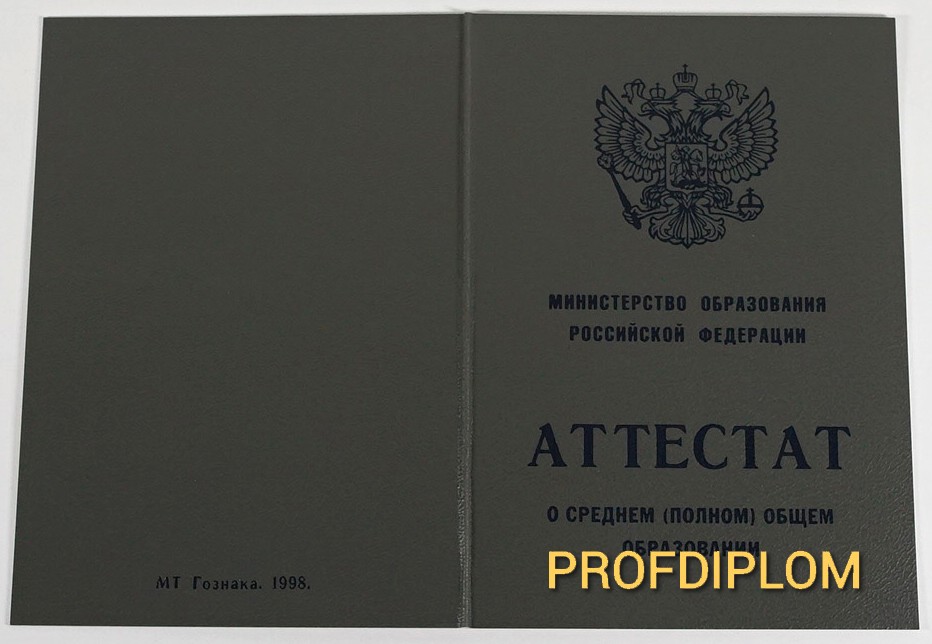 МИНИСТЕРСТВО ОБРАЗОВАНИЯ
РОССИЙСКОЙ ФЕДЕРАЦИИ
АТТЕСТАТ
О СРЕДНЕМ (ПОЛНОМ) ОБЩЕМ
ОБРАЗОВАНИИ
PROFDIPLOM
МТ Гознака. 1998.